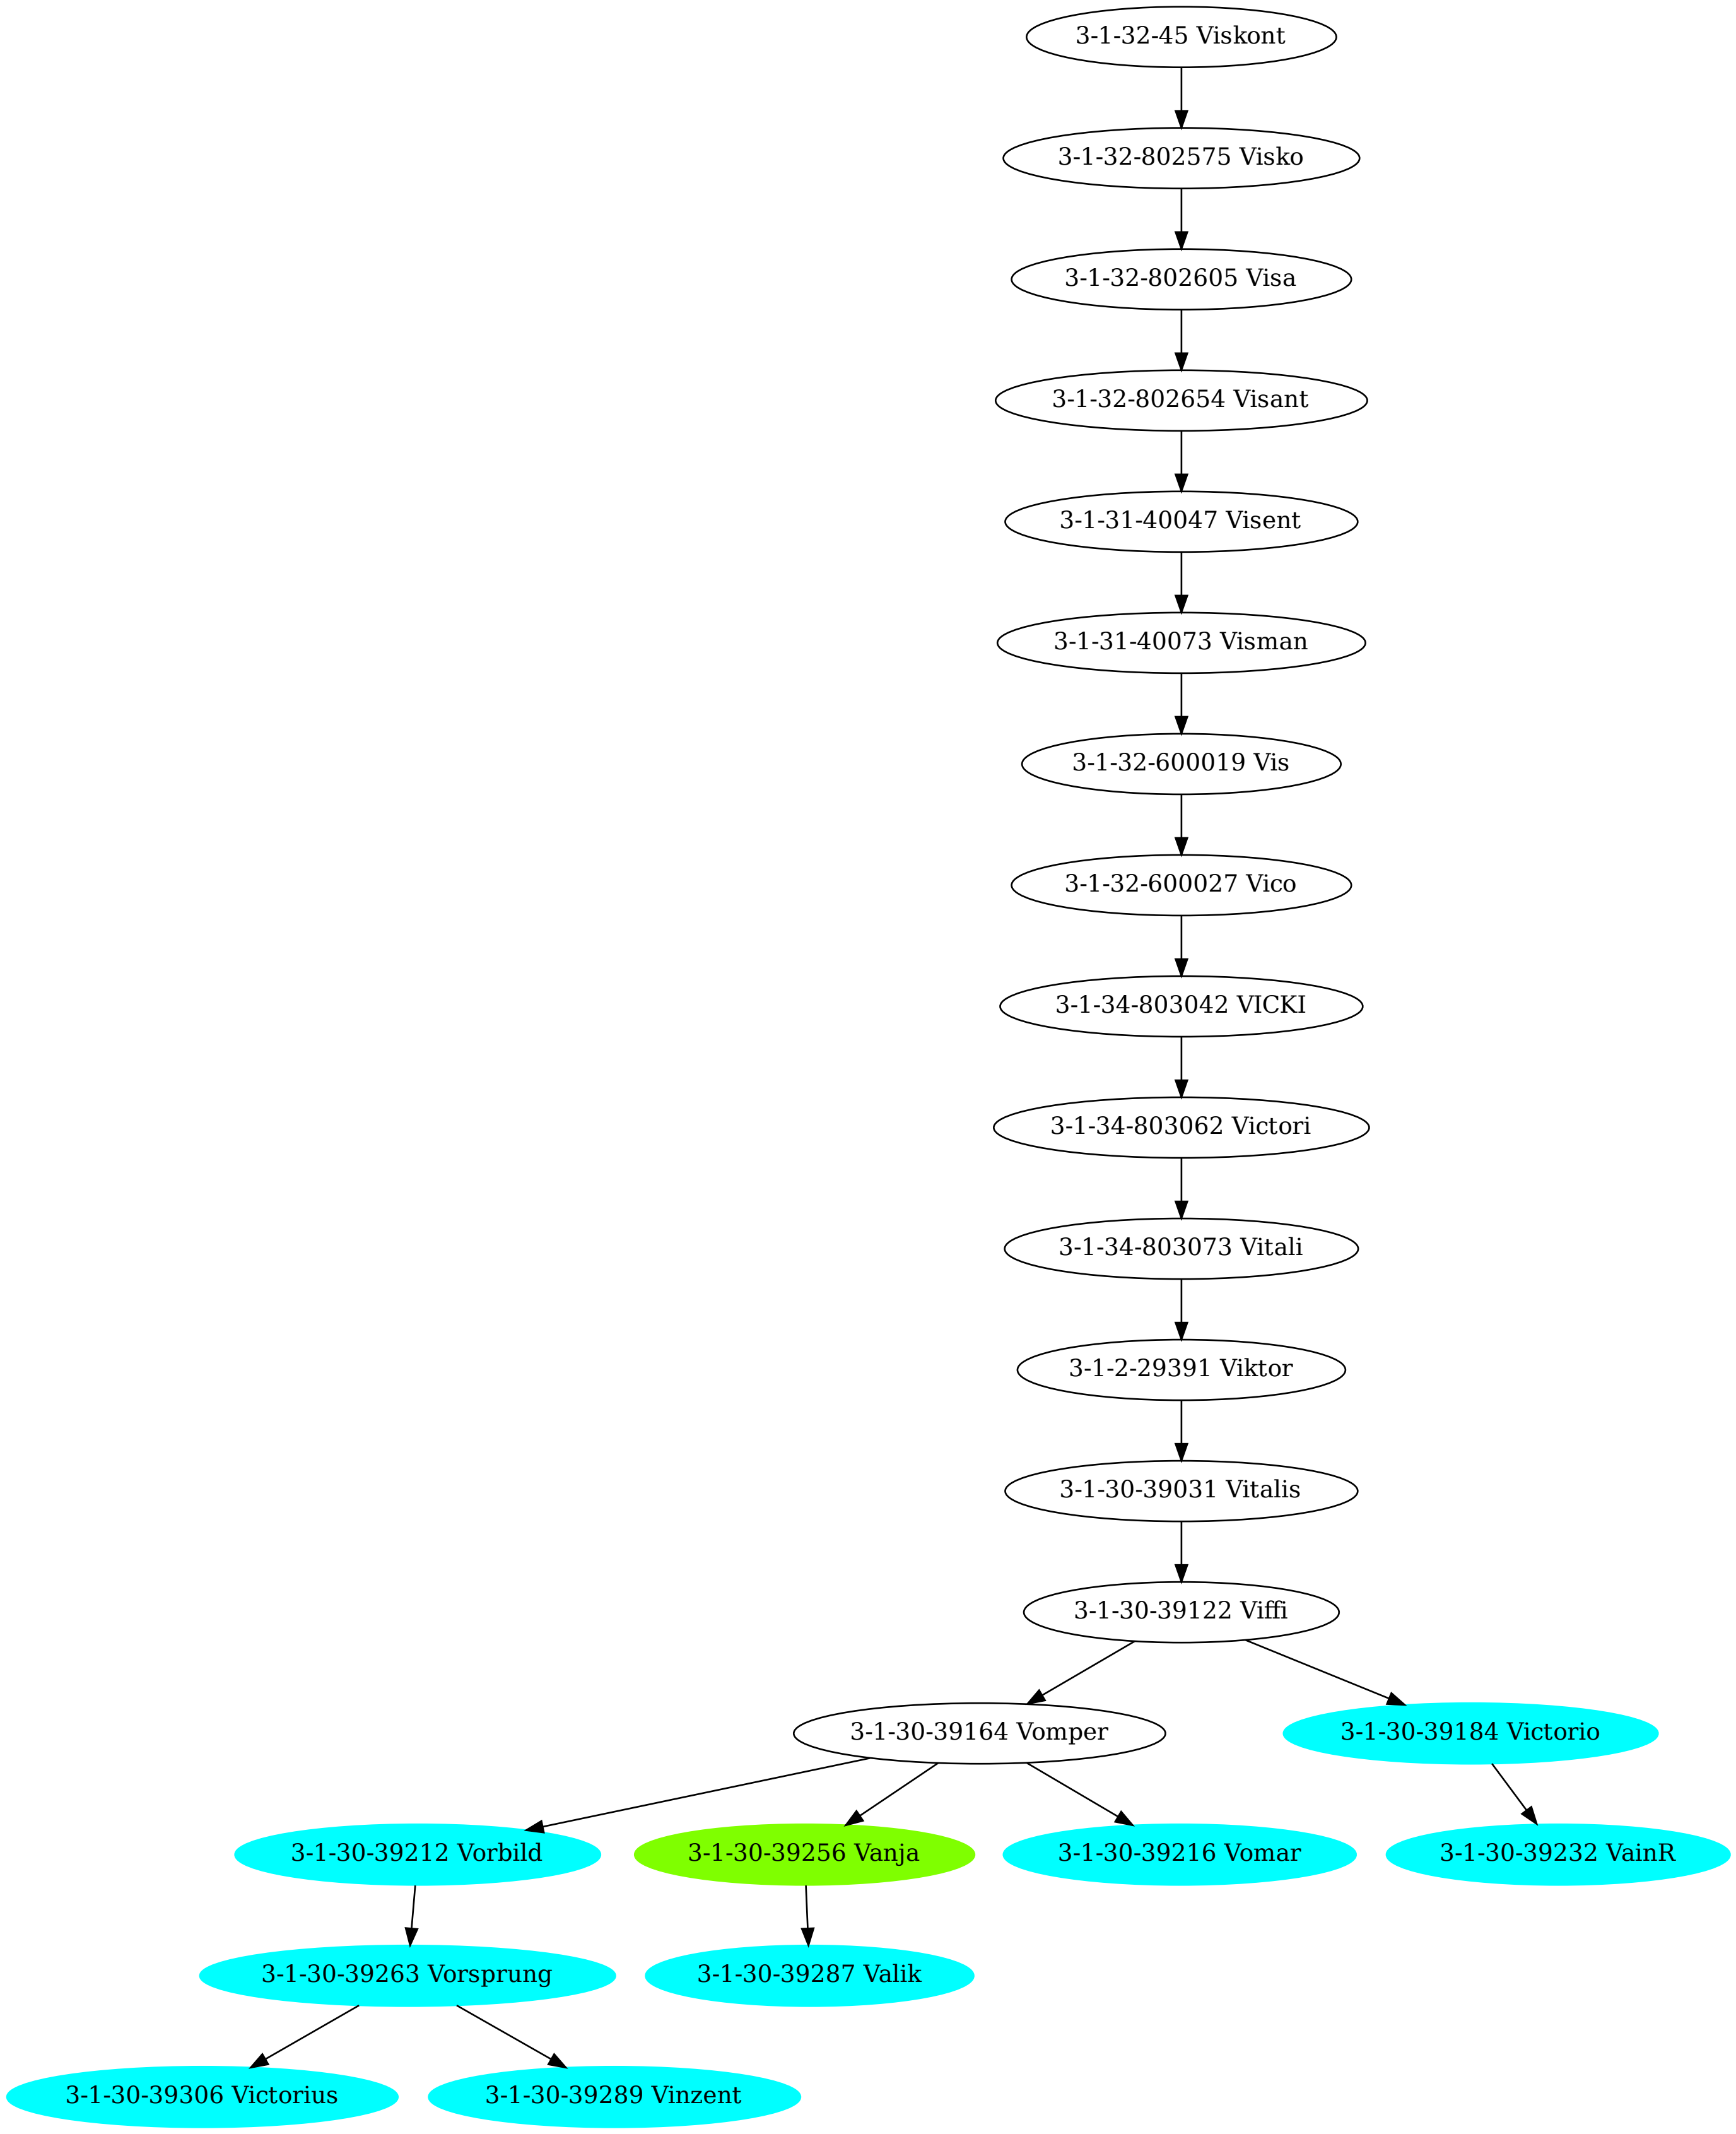 3-1-32-45 Viskont
3-1-32-802575 Visko
3-1-32-802605 Visa
3-1-32-802654 Visant
3-1-31-40047 Visent
3-1-31-40073 Visman
3-1-32-600019 Vis
3-1-32-600027 Vico
3-1-34-803042 VICKI
3-1-34-803062 Victori
3-1-34-803073 Vitali
3-1-2-29391 Viktor
3-1-30-39031 Vitalis
3-1-30-39122 Viffi
3-1-30-39164 Vomper
3-1-30-39184 Victorio
3-1-30-39212 Vorbild
3-1-30-39256 Vanja
3-1-30-39216 Vomar
3-1-30-39232 VainR
3-1-30-39263 Vorsprung
3-1-30-39287 Valik
3-1-30-39306 Victorius
3-1-30-39289 Vinzent